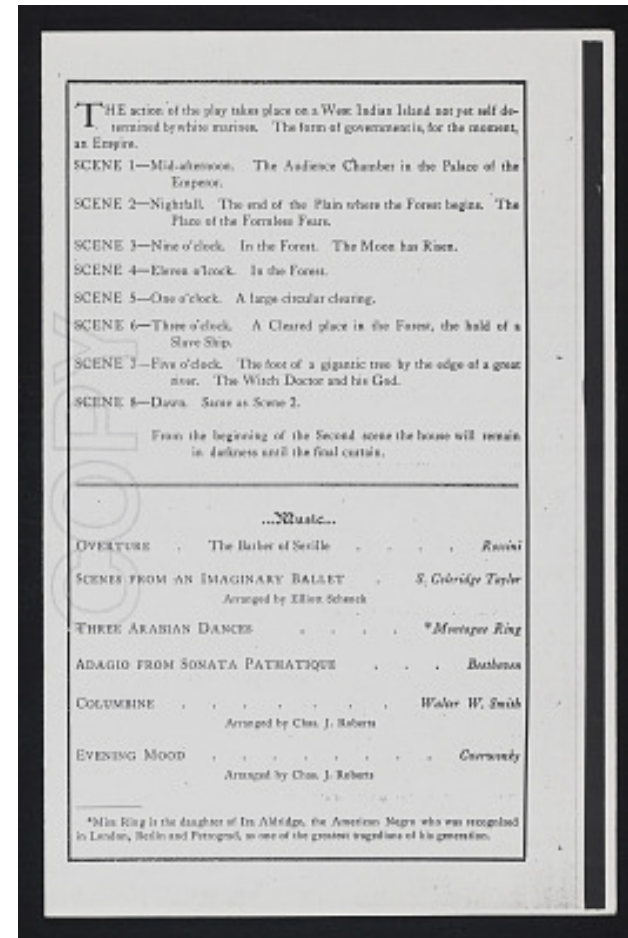 THE action of the play takes place on a West Indian Island not yet self de-
termined by white marines. The form of government is, for the moment,
an Empire.
SCENE 1—Mid-afternoon. The Audience Chamber in the Palace of the
Emperor.
SCENE 2—Nightfall. The end of the Plain where the Forest begins. The
Place of the Formless Fears.
SCENE 3—Nine o'clock. In the Forest. The Moon has Risen.
SCENE 4—Eleven o'lcock. In the Forest.
SCENE 5—One o'clock. A large circular clearing.
SCENE 6—Three o'clock. A Cleared place in the Forest, the hold of a
Slave Ship.
SCENE 7—Five o'clock. The foot of a gigantic tree by the edge of a great
river. The Witch Doctor and his God.
SCENE 8—Dawn. Same as Scene 2.
From the beginning of the Second scene the house will remain
in darkness until the final curtain.
...Music...
OVERTURE . The Barber of Seville . . . . Rossini
SCENES FROM AN IMAGINARY BALLET . S. Coleridge Taylor
Arranged by Elliott Schenck
THREE ARABIAN DANCES . . . . *Montague Ring
ADAGIO FROM SONATA PATHATIQUE . . . Beethoven
COLUMBINE . . . . . . . Walter W. Smith
Arranged by Chas. J. Roberts
EVENING MOOD . . . . . . . .
Arranged by Chas. J. Roberts
*Miss Ring is the daughter of Ira Aldridge, the American Negro who was recognized
in London, Berlin and Petrograd, as one of the greatest tragedians of his generation.
COPY